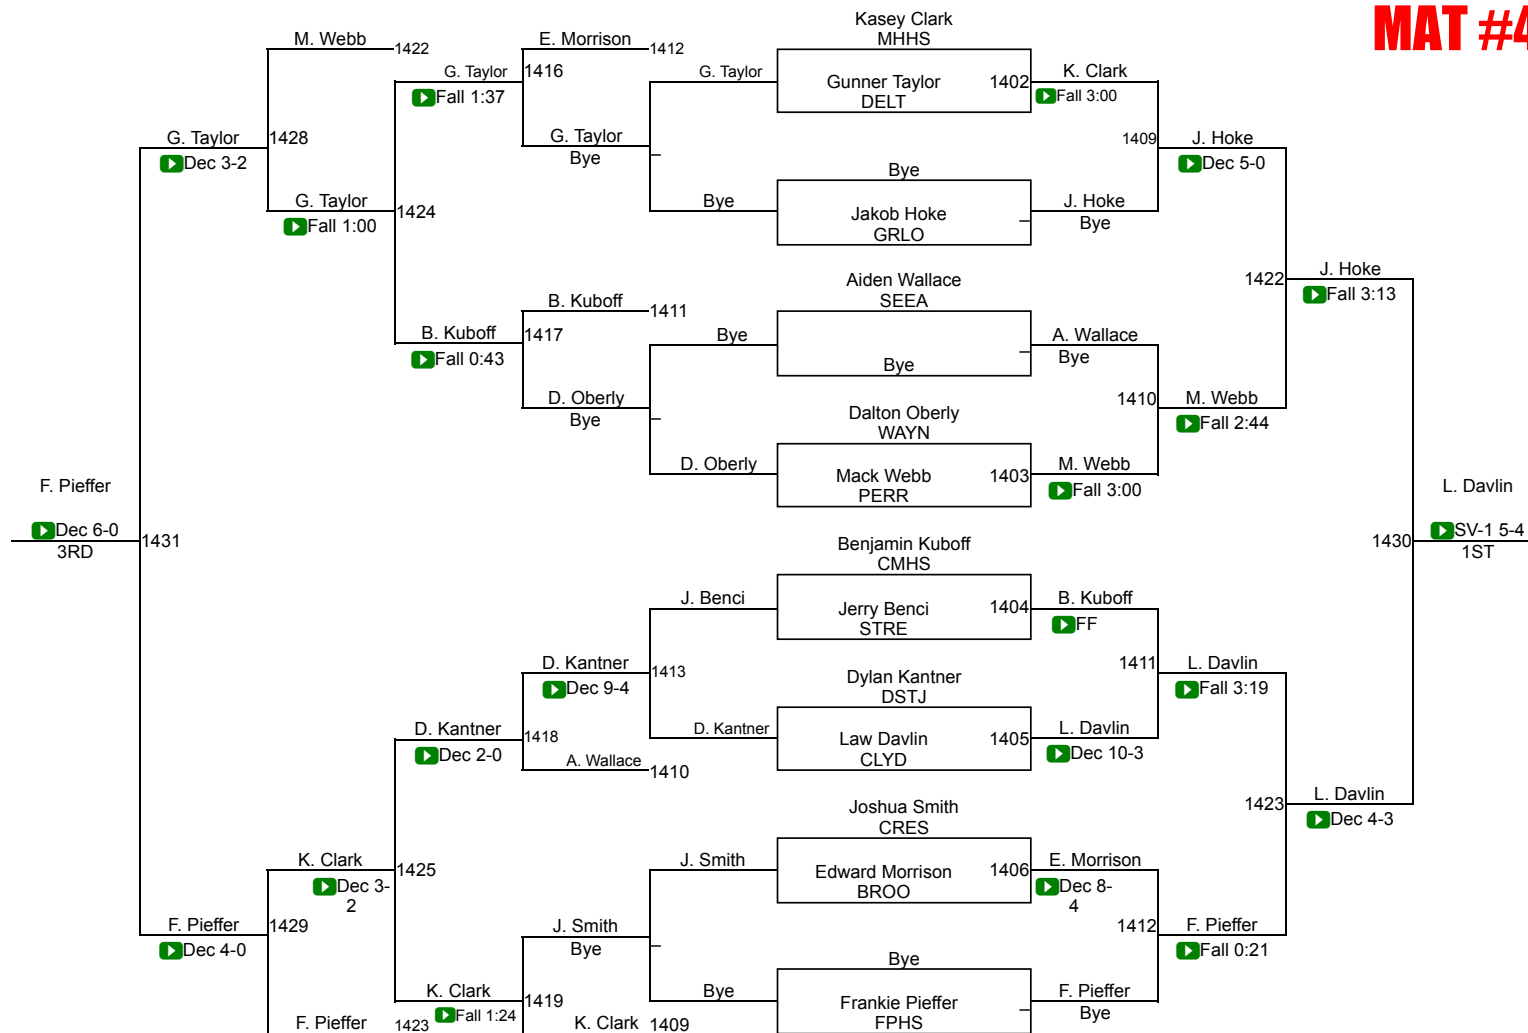 MAT #4
Kasey Clark
MHHS
M. Webb
1422
E. Morrison
1412
G. Taylor
1416
G. Taylor
Gunner Taylor
1402
K. Clark
Fall 1:37
DELT
Fall 3:00
G. Taylor
1428
G. Taylor
1409
J. Hoke
Dec 3-2
Bye
Dec 5-0
Bye
G. Taylor
1424
Bye
Jakob Hoke
J. Hoke
Fall 1:00
GRLO
Bye
1422
J. Hoke
Aiden Wallace
Fall 3:13
SEEA
B. Kuboff
1411
B. Kuboff
1417
Bye
A. Wallace
Fall 0:43
Bye
Bye
D. Oberly
1410
M. Webb
Bye
Dalton Oberly
Fall 2:44
WAYN
D. Oberly
Mack Webb
1403
M. Webb
F. Pieffer
PERR
Fall 3:00
L. Davlin
Dec 6-0
1431
1430
SV-1 5-4
3RD
1ST
Benjamin Kuboff
CMHS
J. Benci
Jerry Benci
1404
B. Kuboff
STRE
FF
D. Kantner
1413
1411
L. Davlin
Dec 9-4
Dylan Kantner
Fall 3:19
DSTJ
D. Kantner
1418
D. Kantner
Law Davlin
1405
L. Davlin
Dec 2-0
CLYD
Dec 10-3
A. Wallace
1410
1423
L. Davlin
Joshua Smith
Dec 4-3
CRES
K. Clark
1425
J. Smith
Edward Morrison
1406
E. Morrison
Dec 3-
2
BROO
Dec 8-
4
F. Pieffer
1429
J. Smith
1412
F. Pieffer
Dec 4-0
Bye
Fall 0:21
Bye
K. Clark
1419
Bye
Frankie Pieffer
F. Pieffer
Fall 1:24
FPHS
Bye
F. Pieffer
1423
K. Clark
1409